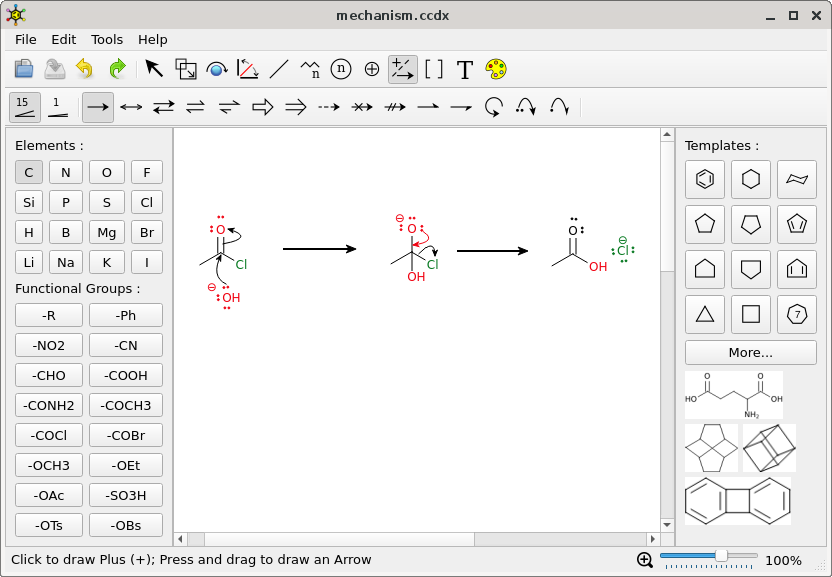 mechanism.ccdx
File Edit Tools Help
n T
15 1
Elements :
C N O F
Si P S Cl
H B Mg Br
Li Na K I
Functional Groups :
-R -Ph
-NO2 -CN
-CHO -COOH
-CONH2 -COCH3
-COCl -COBr
-OCH3 -OEt
-OAc -SO3H
-OTs -OBs
O
Cl
OH
O
Cl
OH
O
OH
Cl
Templates :
7
More...
O O
HO OH
NH2
Click to draw Plus (+); Press and drag to draw an Arrow
100%